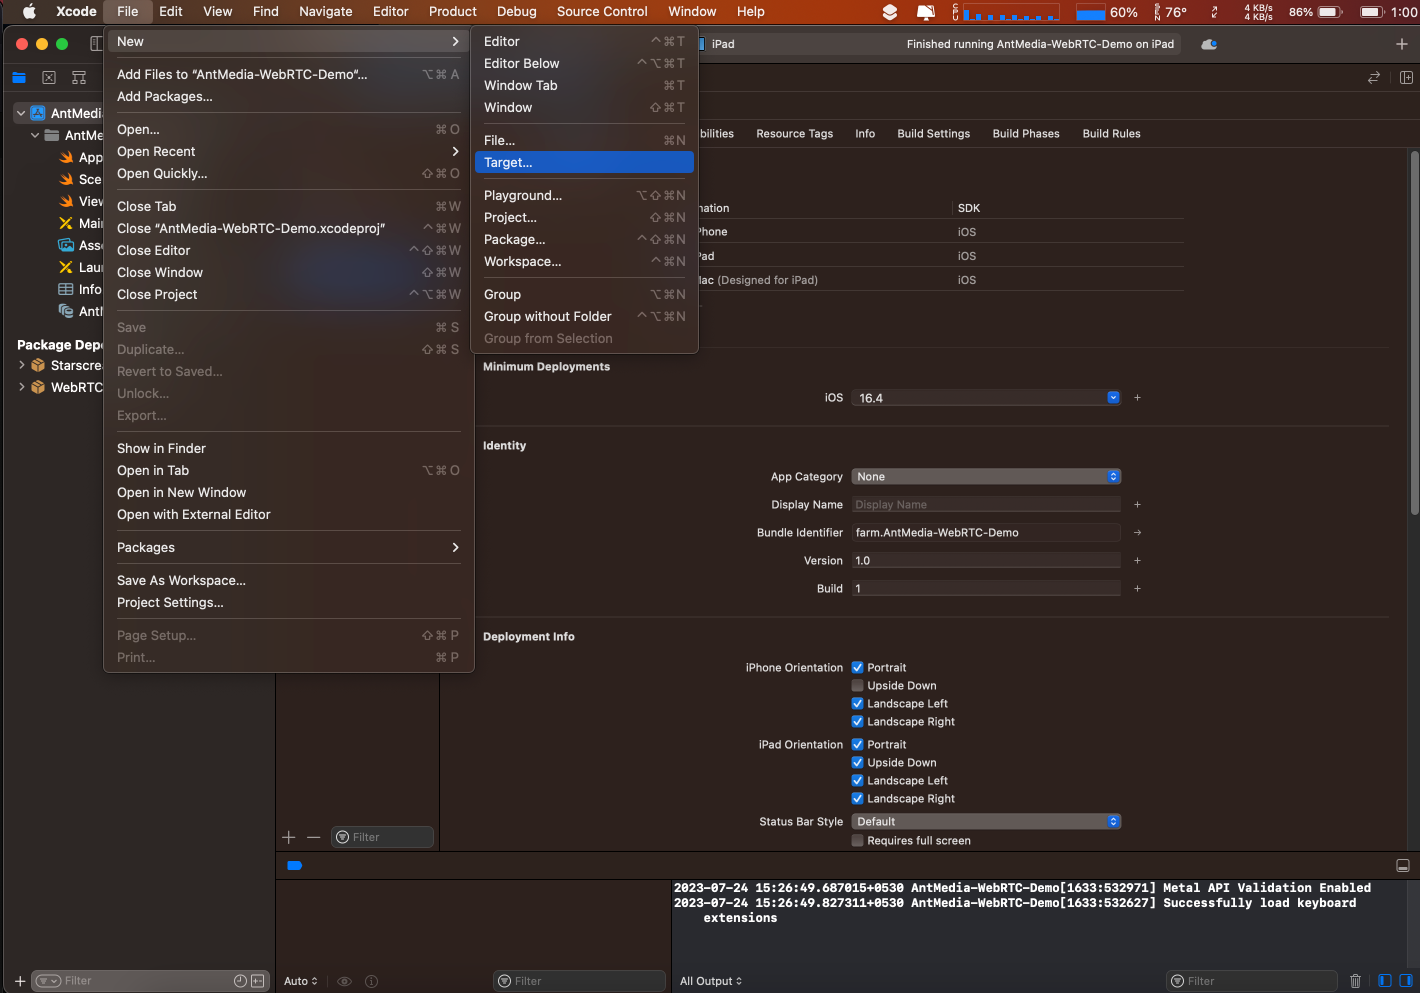 Xcode File Edit View Find Navigate Editor Product Debug Source Control Window Help 60% 76° 4 KB/s 4 KB/s 86% 1:00
iPad Finished running AntMedia-WebRTC-Demo on iPad
New
Add Files to “AntMedia-WebRTC-Demo”... ⌥⌘A
Add Packages...
Open... ⌘O
Open Recent
Open Quickly... ⇧⌘O
Close Tab ⌘W
Close “AntMedia-WebRTC-Demo.xcodeproj” ⌃⌘W
Close Editor ⌃⇧⌘W
Close Window ⇧⌘W
Close Project ⌃⌥⌘W
Save ⌘S
Duplicate... ⇧⌘S
Revert to Saved...
Unlock...
Export...
Show in Finder
Open in Tab ⌥⌘O
Open in New Window
Open with External Editor
Packages
Save As Workspace...
Project Settings...
Page Setup... ⇧⌘P
Print... ⌘P
Editor ⌃⌘T
Editor Below ⌃⌥⌘T
Window Tab ⌘T
Window ⇧⌘T
File... ⌘N
Target...
Playground... ⌥⇧⌘N
Project... ⇧⌘N
Package... ⌃⇧⌘N
Workspace... ⌃⌘N
Group ⌥⌘N
Group without Folder ⌃⌥⌘N
Group from Selection
AntMedia
AntMe
App
Sce
View
Main
Asse
Lau
Info
Ant
Package Depe
Starscrea
WebRTC
bilities Resource Tags Info Build Settings Build Phases Build Rules
nation SDK
Phone iOS
Pad iOS
Mac (Designed for iPad) iOS
Minimum Deployments
iOS 16.4
Identity
App Category None
Display Name Display Name
Bundle Identifier farm.AntMedia-WebRTC-Demo
Version 1.0
Build 1
Deployment Info
iPhone Orientation Portrait
Upside Down
Landscape Left
Landscape Right
iPad Orientation Portrait
Upside Down
Landscape Left
Landscape Right
Status Bar Style Default
Requires full screen
Filter
2023-07-24 15:26:49.687015+0530 AntMedia-WebRTC-Demo[1633:532971] Metal API Validation Enabled
2023-07-24 15:26:49.827311+0530 AntMedia-WebRTC-Demo[1633:532627] Successfully load keyboard
extensions
Filter Auto Filter All Output Filter